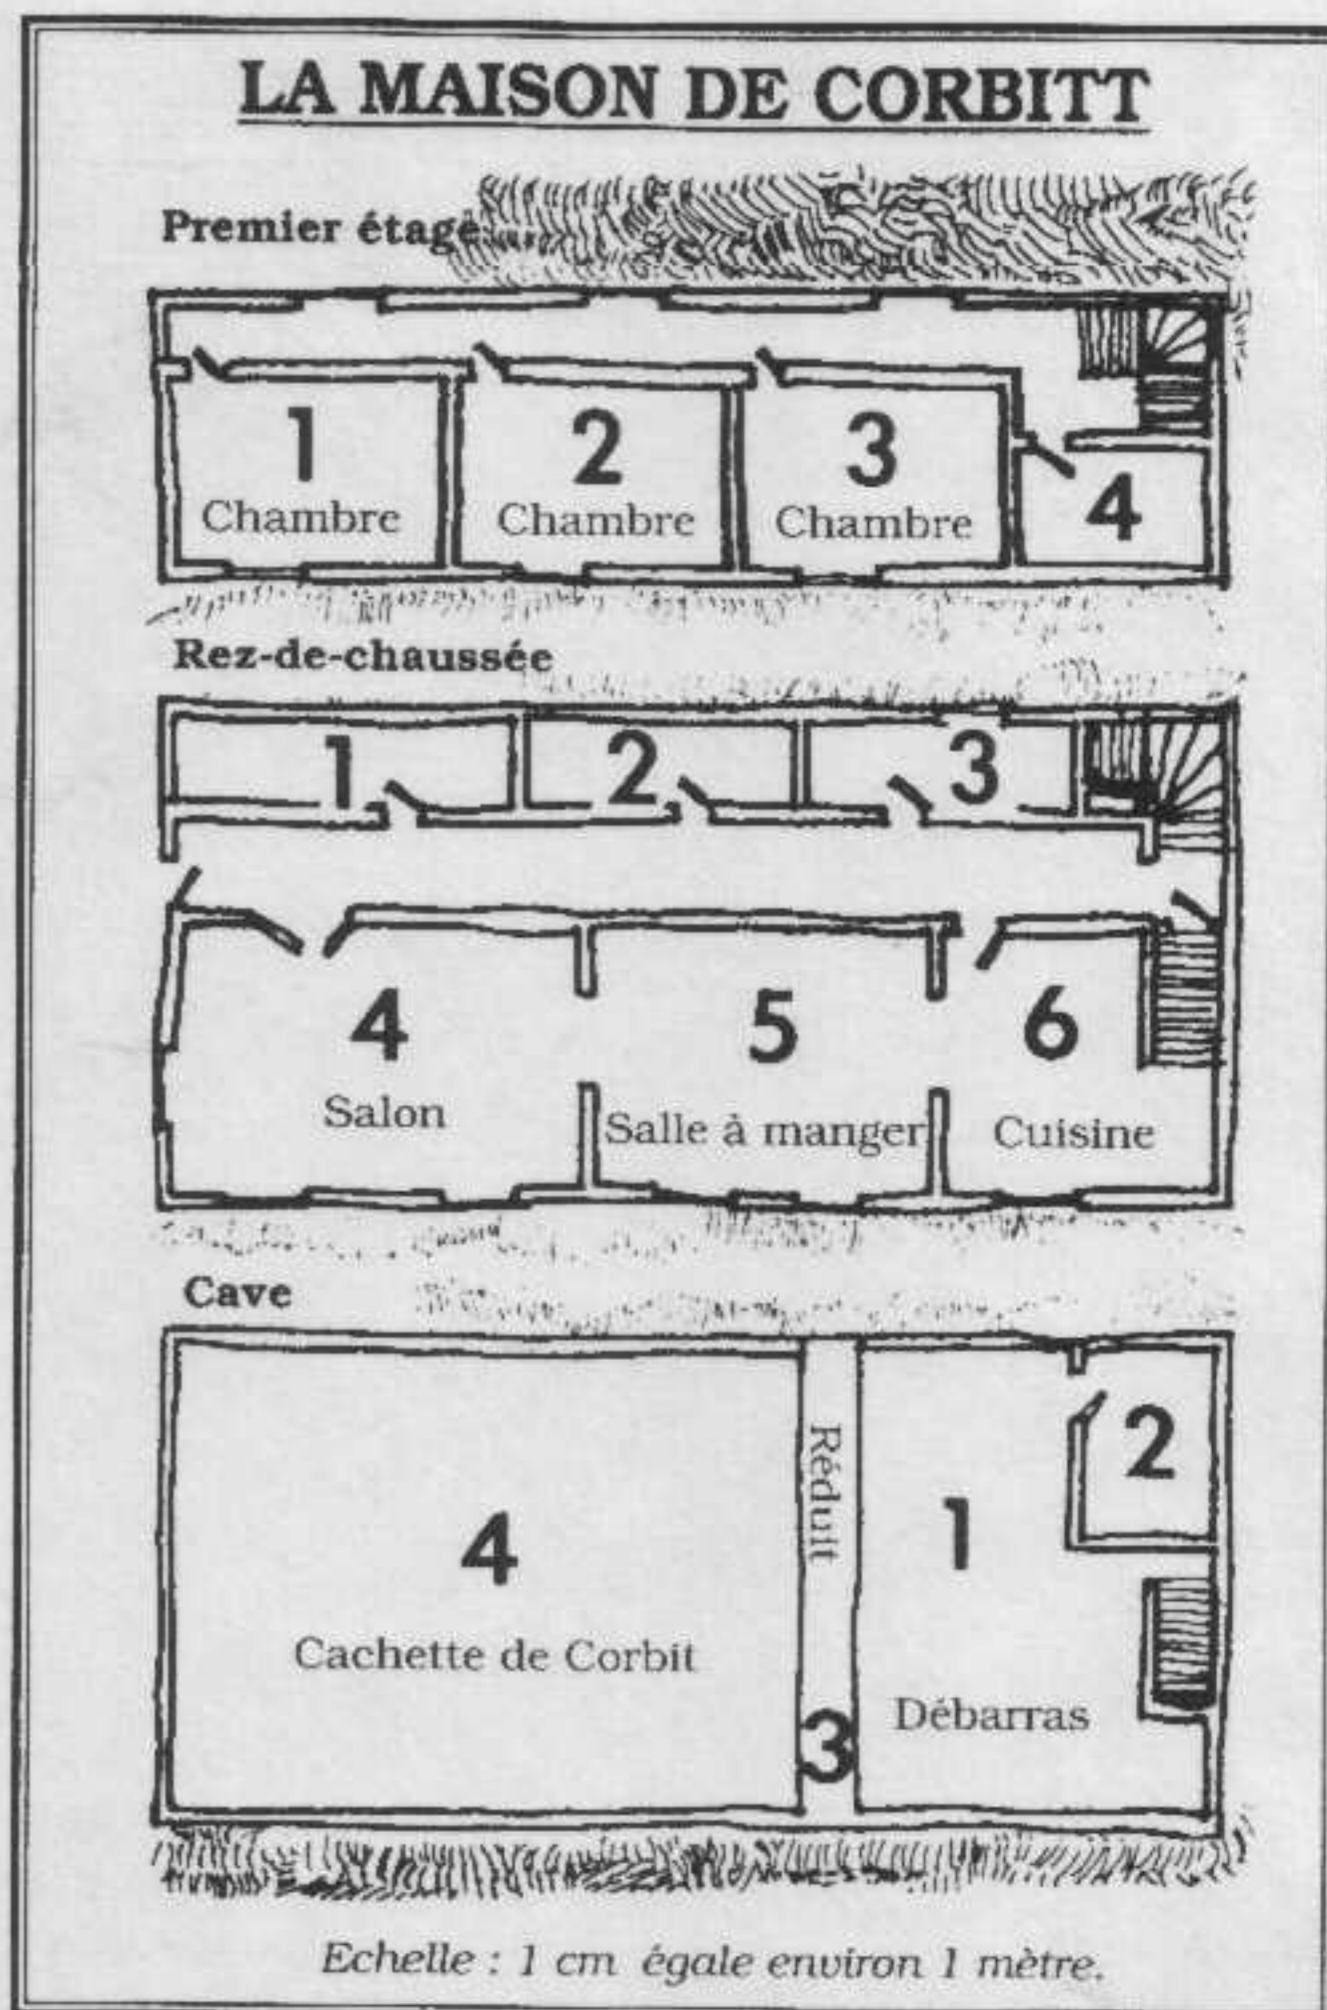 LA MAISON DE CORBITT
Premier étage
1
Chambre
2
Chambre
3
Chambre
4
Rez-de-chaussée
1
2
3
4
Salon
5
Salle à manger
6
Cuisine
Cave
4
Cachette de Corbit
Réduit
3
1
Débarras
2
Echelle : 1 cm égale environ 1 mètre.